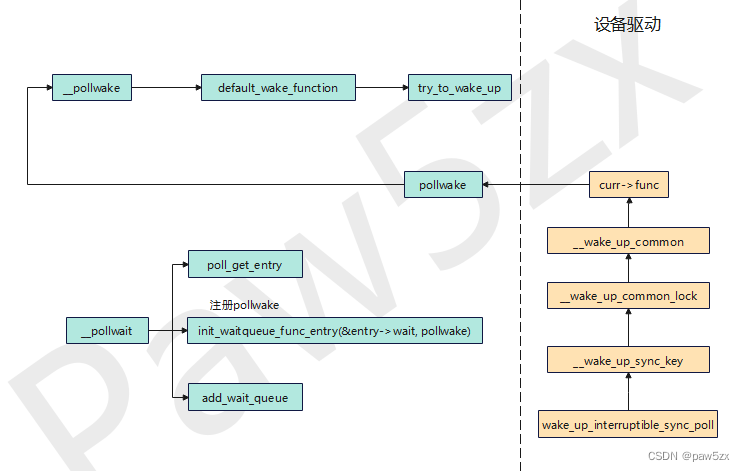 设备驱动
__pollwake
default_wake_function
try_to_wake_up
pollwake
curr->func
__wake_up_common
poll_get_entry
__wake_up_common_lock
注册pollwake
__pollwait
init_waitqueue_func_entry(&entry->wait, pollwake)
__wake_up_sync_key
add_wait_queue
wake_up_interruptible_sync_poll
Paw5zx
CSDN @paw5zx